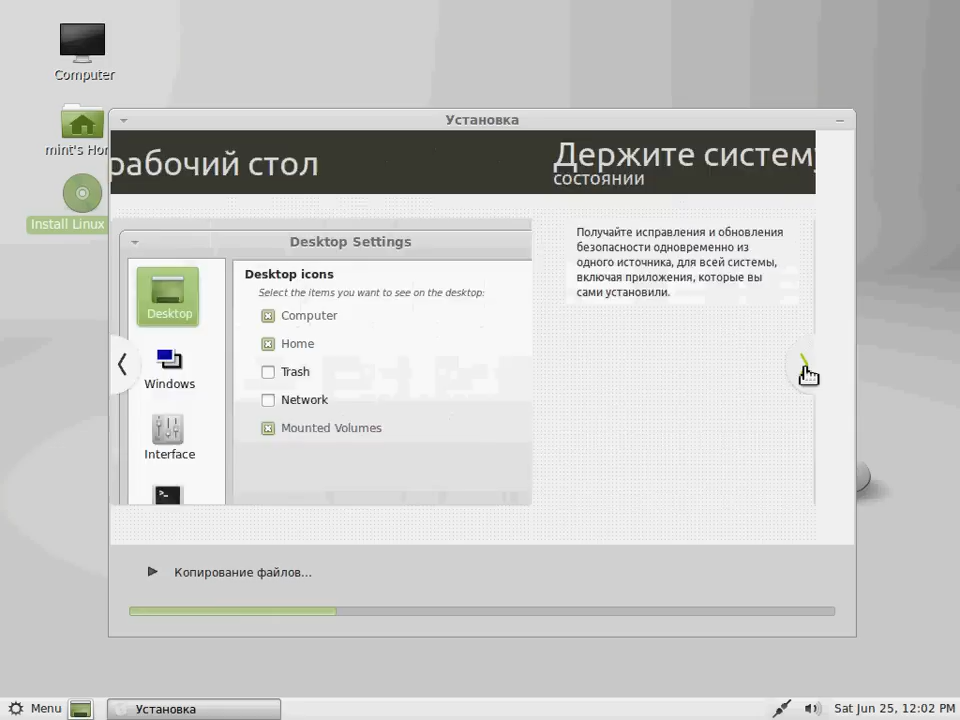 Computer
mint's Hor
Install Linux
Установка
рабочий стол
Держите систему
состоянии
Desktop Settings
Desktop
Windows
Interface
Desktop icons
Select the items you want to see on the desktop:
Computer
Home
Trash
Network
Mounted Volumes
Получайте исправления и обновления
безопасности одновременно из
одного источника, для всей системы,
включая приложения, которые вы
сами установили.
Копирование файлов...
Menu
Установка
Sat Jun 25, 12:02 PM